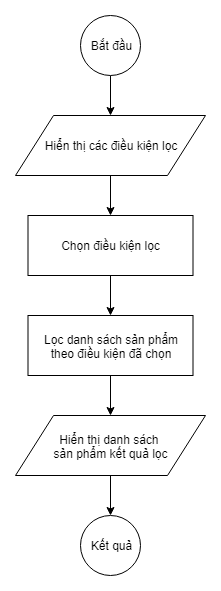 Bắt đầu
Hiển thị các điều kiện lọc
Chọn điều kiện lọc
Lọc danh sách sản phẩm
theo điều kiện đã chọn
Hiển thị danh sách
sản phẩm kết quả lọc
Kết quả